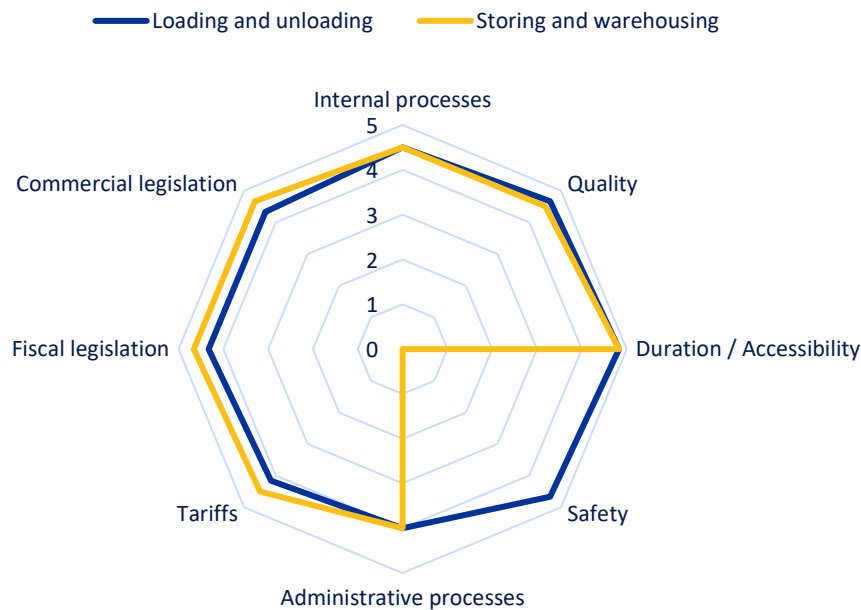 Loading and unloading
Storing and warehousing
Internal processes
5
Commercial legislation
Quality
4
3
2
1
Fiscal legislation
0
Duration / Accessibility
Tariffs
Safety
Administrative processes